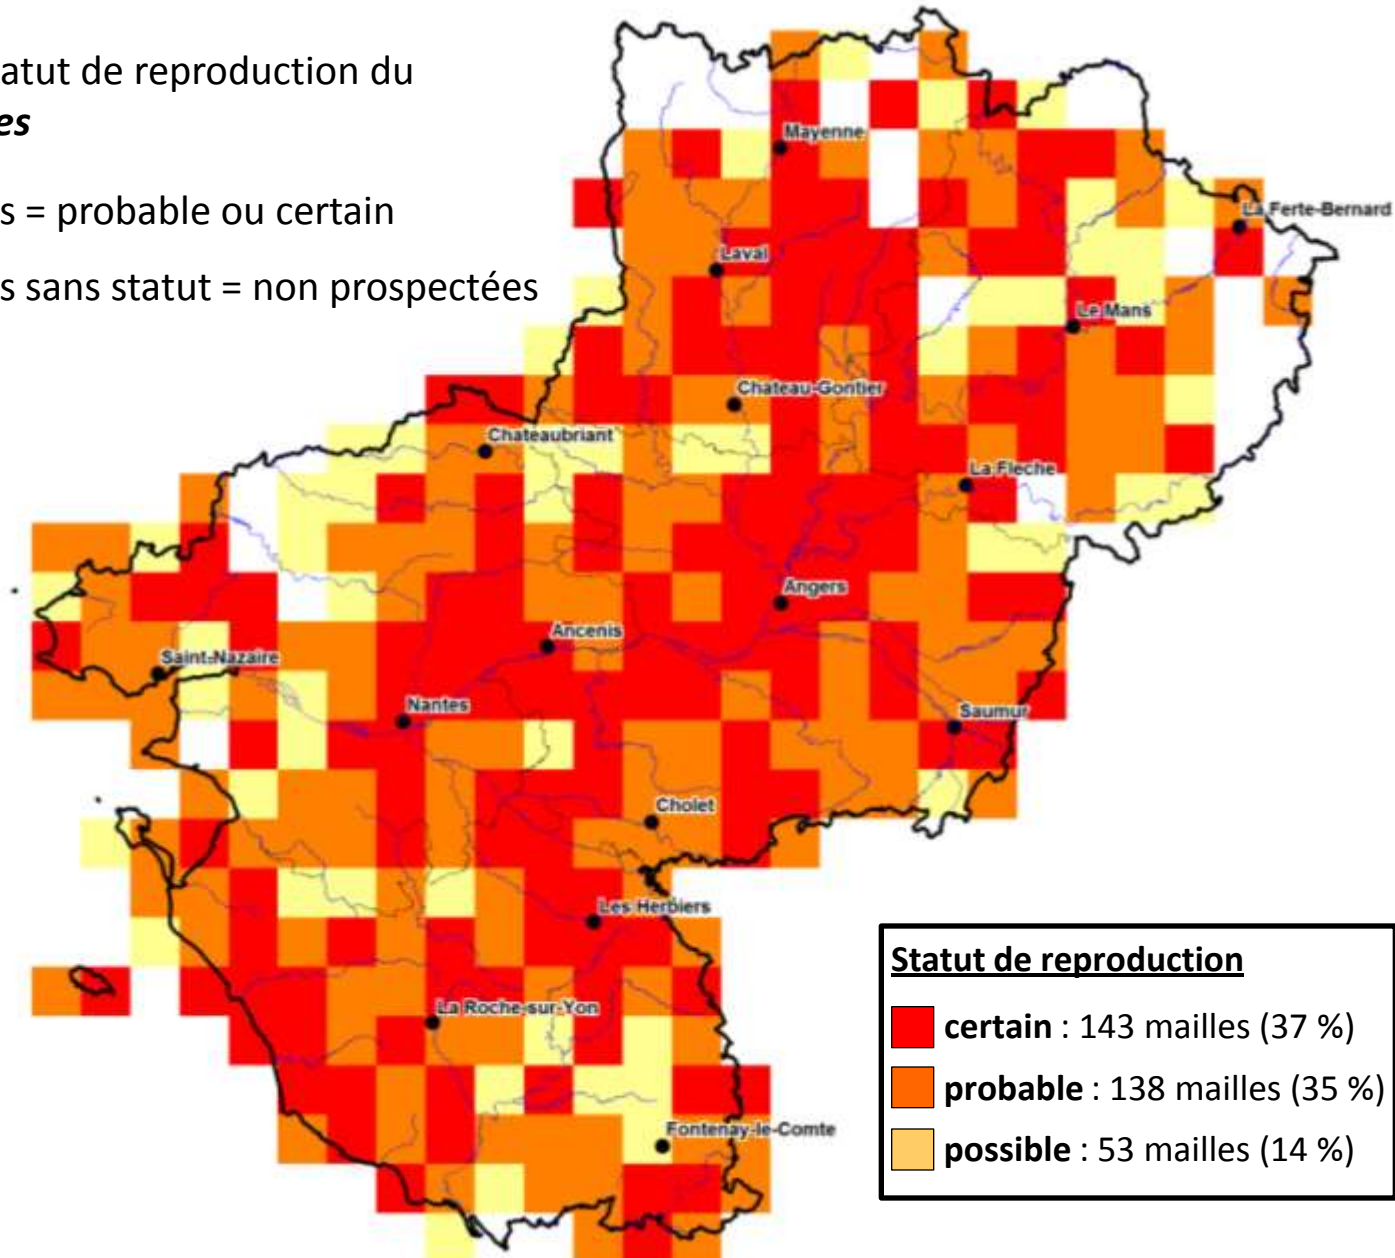 atut de reproduction du
es
s = probable ou certain
s sans statut = non prospectées
Mayenne
La Ferte-Bernard
Laval
Le Mans
Chateau-Gontier
Chateaubriant
La Fleche
Angers
Ancenis
Saint-Nazaire
Nantes
Saumur
Cholet
Les Herbiers
La Roche-sur-Yon
Fontenay-le-Comte
Statut de reproduction
certain : 143 mailles (37 %)
probable : 138 mailles (35 %)
possible : 53 mailles (14 %)